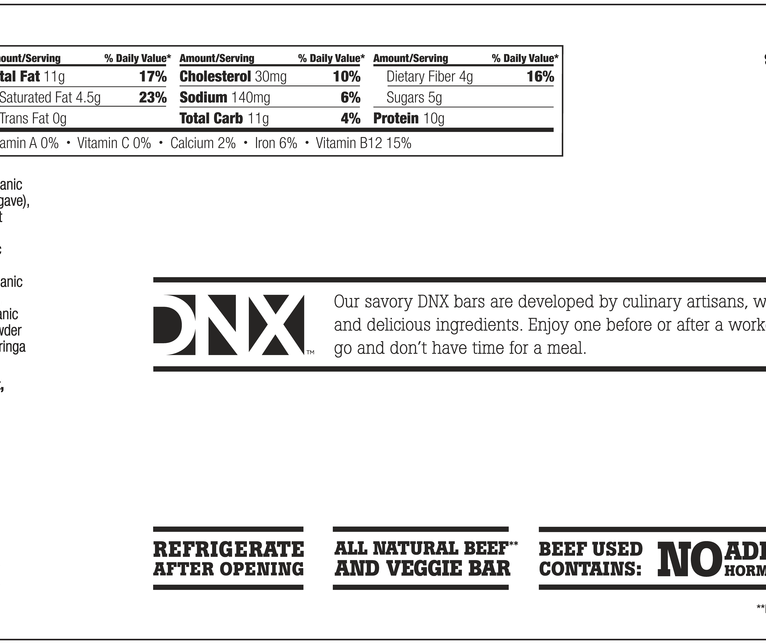 Amount/Serving % Daily Value* Amount/Serving % Daily Value* Amount/Serving % Daily Value*
Total Fat 11g 17% Cholesterol 30mg 10% Dietary Fiber 4g 16%
Saturated Fat 4.5g 23% Sodium 140mg 6% Sugars 5g
Trans Fat 0g Total Carb 11g 4% Protein 10g
amin A 0% • Vitamin C 0% • Calcium 2% • Iron 6% • Vitamin B12 15%
anic
gave),
anic
anic
wder
ringa
DNX™
Our savory DNX bars are developed by culinary artisans, w
and delicious ingredients. Enjoy one before or after a work
go and don't have time for a meal.
REFRIGERATE
AFTER OPENING
ALL NATURAL BEEF**
AND VEGGIE BAR
BEEF USED
CONTAINS:
NO
ADD
HORM